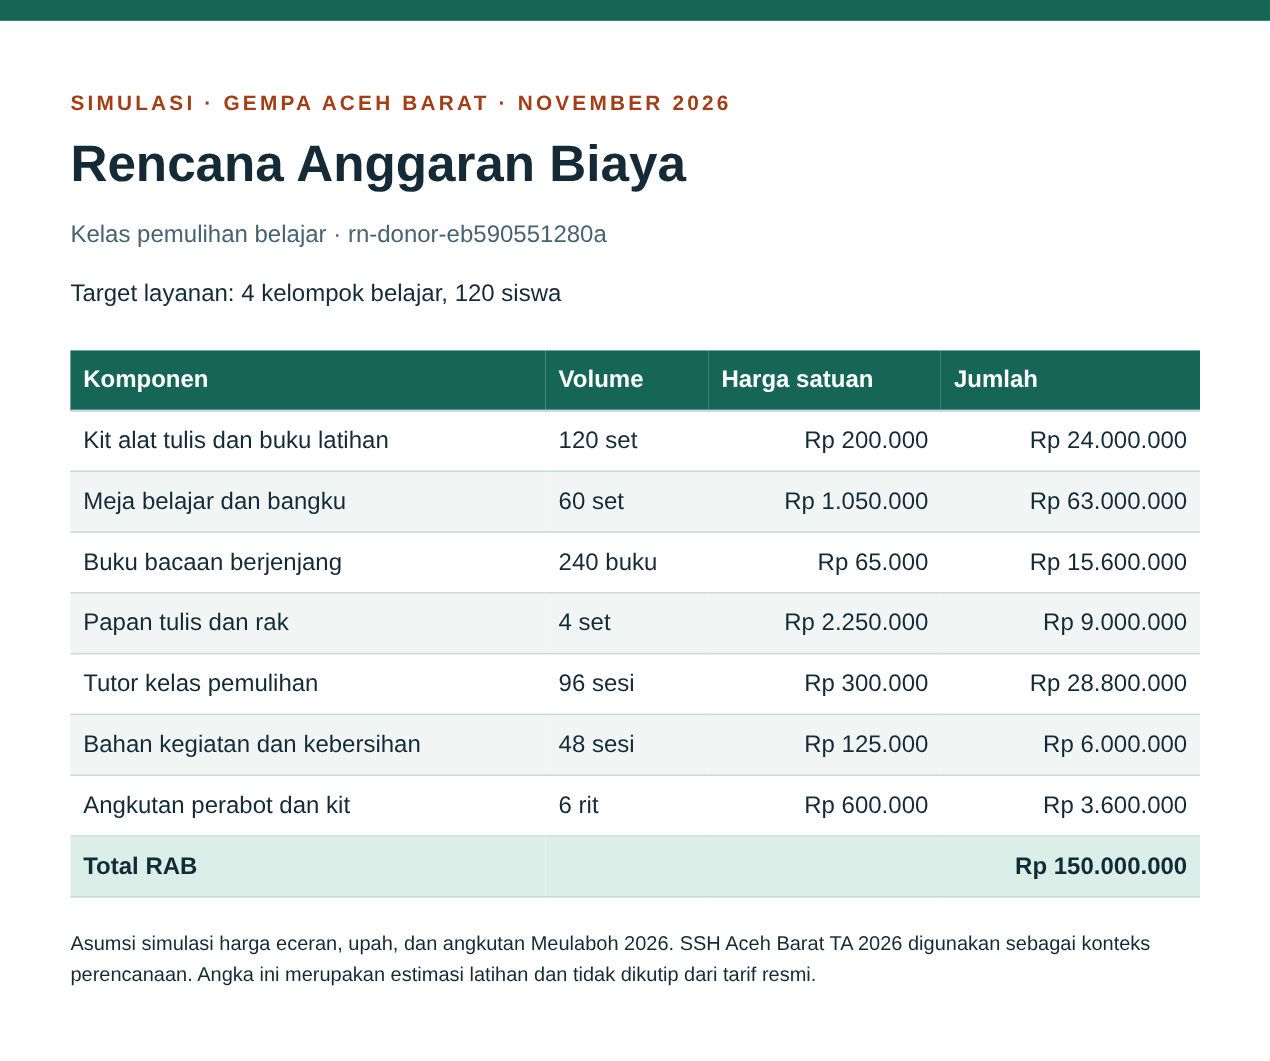 SIMULASI · GEMPA ACEH BARAT · NOVEMBER 2026
Rencana Anggaran Biaya
Kelas pemulihan belajar · rn-donor-eb590551280a
Target layanan: 4 kelompok belajar, 120 siswa
Komponen Volume Harga satuan Jumlah
Kit alat tulis dan buku latihan 120 set Rp 200.000 Rp 24.000.000
Meja belajar dan bangku 60 set Rp 1.050.000 Rp 63.000.000
Buku bacaan berjenjang 240 buku Rp 65.000 Rp 15.600.000
Papan tulis dan rak 4 set Rp 2.250.000 Rp 9.000.000
Tutor kelas pemulihan 96 sesi Rp 300.000 Rp 28.800.000
Bahan kegiatan dan kebersihan 48 sesi Rp 125.000 Rp 6.000.000
Angkutan perabot dan kit 6 rit Rp 600.000 Rp 3.600.000
Total RAB Rp 150.000.000
Asumsi simulasi harga eceran, upah, dan angkutan Meulaboh 2026. SSH Aceh Barat TA 2026 digunakan sebagai konteks
perencanaan. Angka ini merupakan estimasi latihan dan tidak dikutip dari tarif resmi.